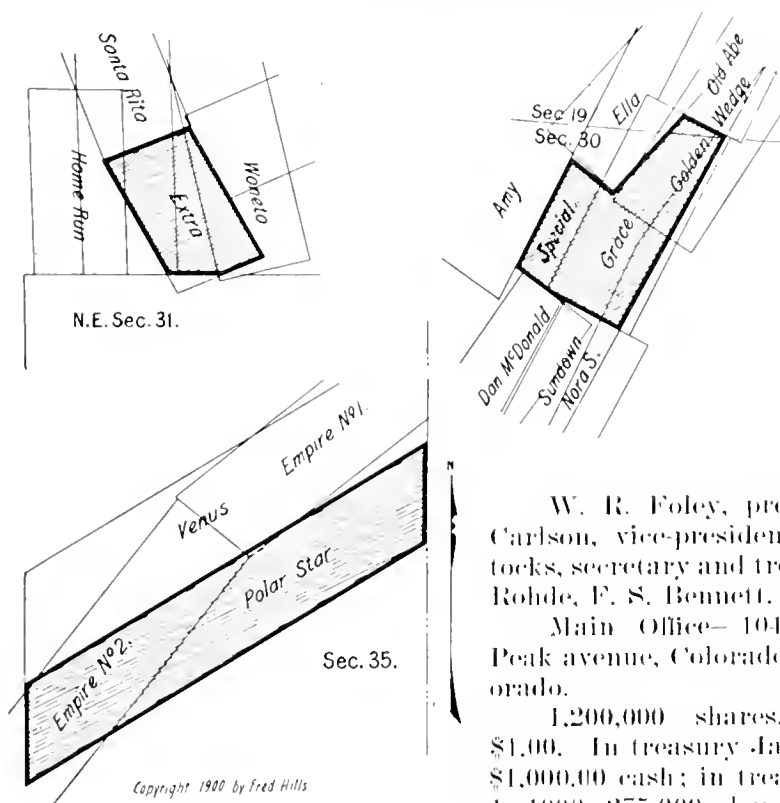 Santa Rita
Home Run
Extra
Woneta
N.E. Sec. 31.
Old Abe
Ella
Wedge
Sec 19
Sec. 30
Golden
Amy
Special
Grace
Dan McDonald
Sundown
Nora S.
Empire No1.
Venus
Polar Star
Empire No2.
Sec. 35.
N
Copyright 1900 by Fred Hills
W. R. Foley, pre
Carlson, vice-presiden
tocks, secretary and tre
Rohde, F. S. Bennett.
Main Office— 104
Peak avenue, Colorado
orado.
1,200,000 shares,
$1.00. In treasury Ja
$1,000.00 cash; in trea